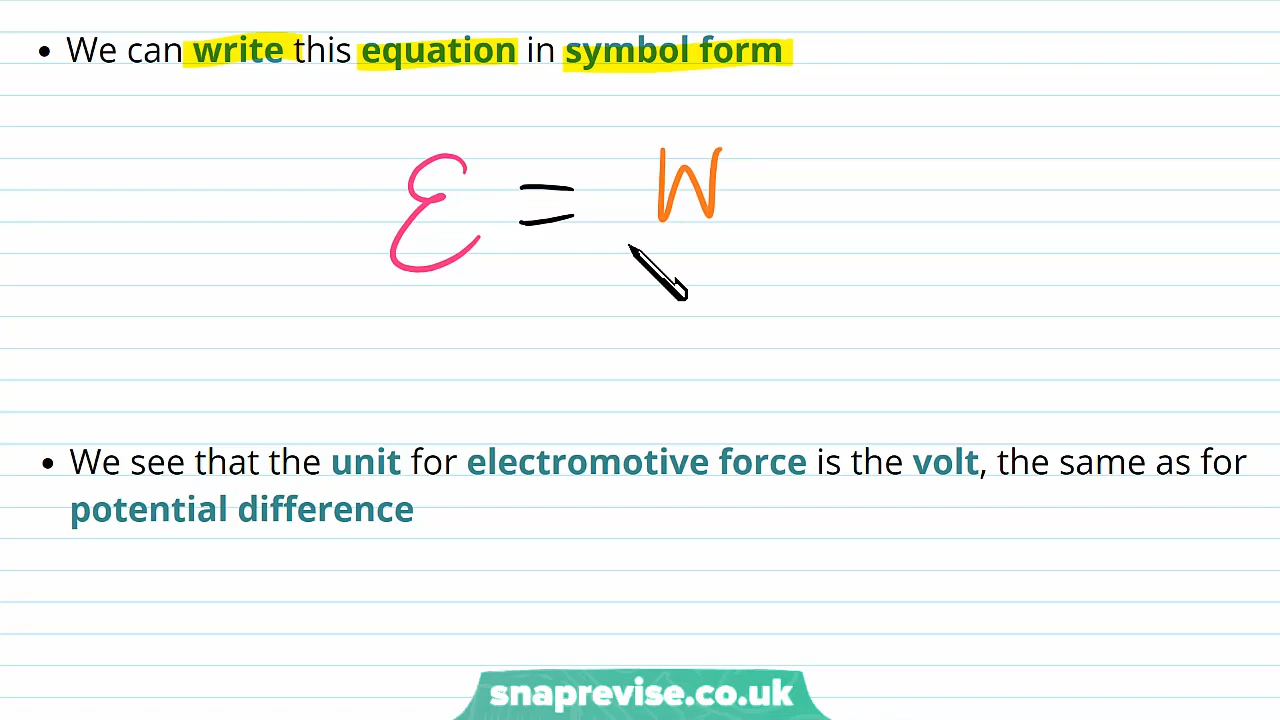 • We can write this equation in symbol form
ℰ = W
• We see that the unit for electromotive force is the volt, the same as for
potential difference
snaprevise.co.uk